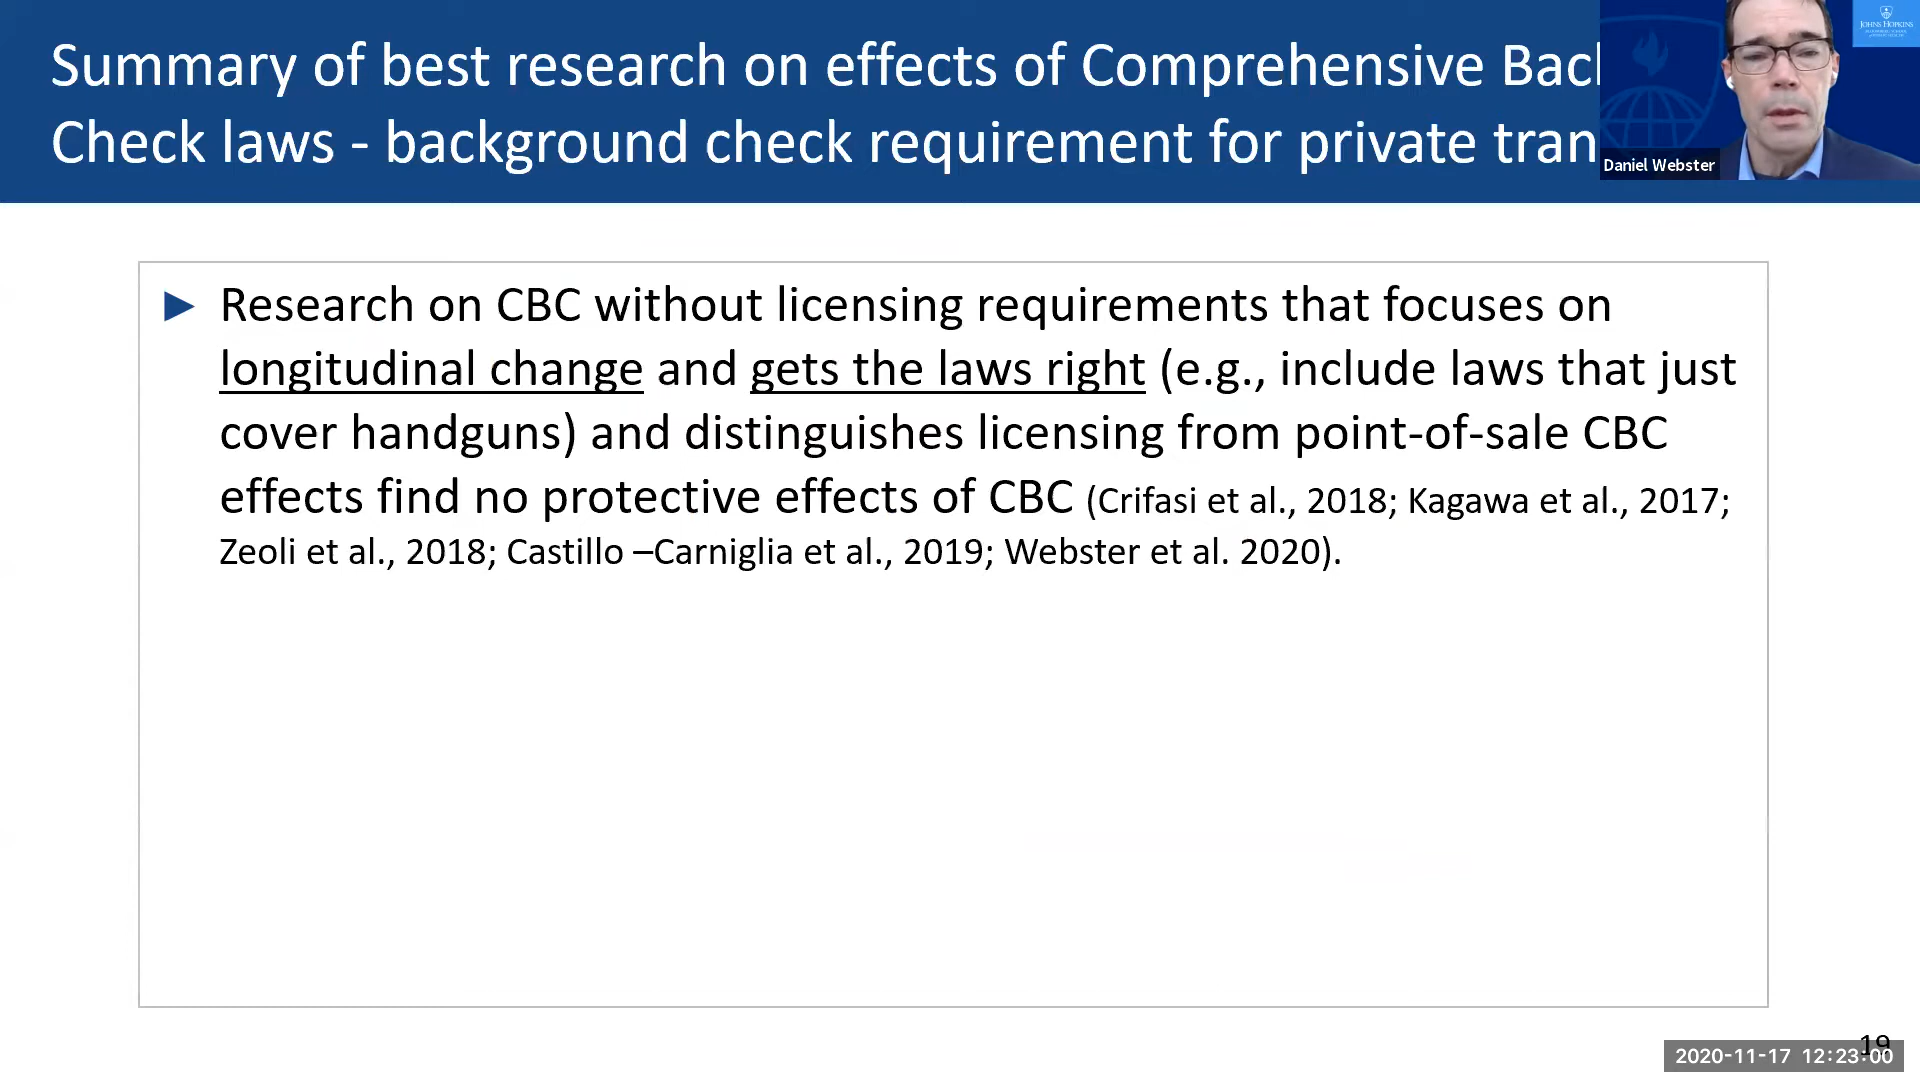 Summary of best research on effects of Comprehensive Bac
Check laws - background check requirement for private tran
JOHNS HOPKINS
Daniel Webster
► Research on CBC without licensing requirements that focuses on
longitudinal change and gets the laws right (e.g., include laws that just
cover handguns) and distinguishes licensing from point-of-sale CBC
effects find no protective effects of CBC (Crifasi et al., 2018; Kagawa et al., 2017;
Zeoli et al., 2018; Castillo –Carniglia et al., 2019; Webster et al. 2020).
19
2020-11-17 12:23:00